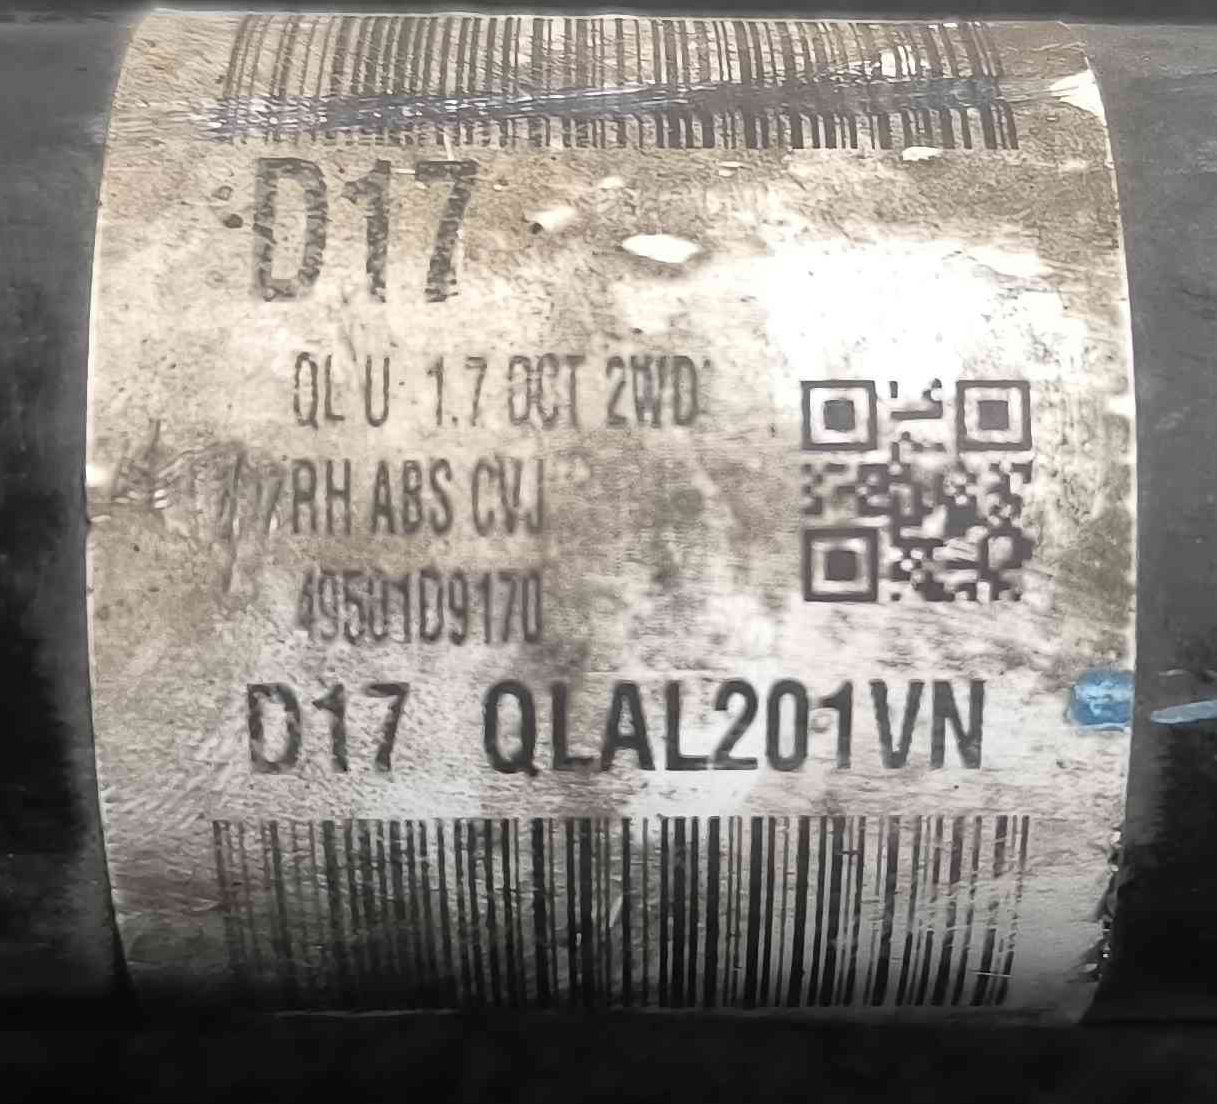 D17
QL U 1.7 DCT 2WD
RH ABS CVJ
49501D9170
D17 QLAL201VN